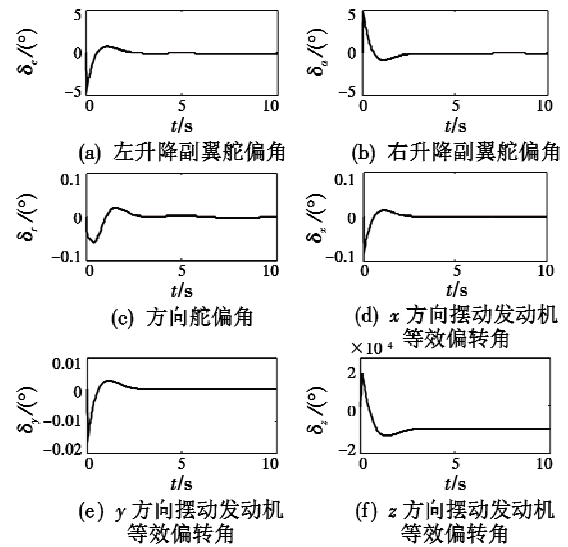 δe/(°)
5
0
−5
0
5
10
t/s
(a) 左升降副翼舵偏角
δa/(°)
5
0
−5
0
5
10
t/s
(b) 右升降副翼舵偏角
δr/(°)
0.1
0
−0.1
0
5
10
t/s
(c) 方向舵偏角
δx/(°)
0.1
0
−0.1
0
5
10
t/s
(d) x 方向摆动发动机
等效偏转角
δy/(°)
0.01
0
−0.01
−0.02
0
5
10
t/s
(e) y 方向摆动发动机
等效偏转角
×10⁻⁴
δz/(°)
2
0
−2
0
5
10
t/s
(f) z 方向摆动发动机
等效偏转角